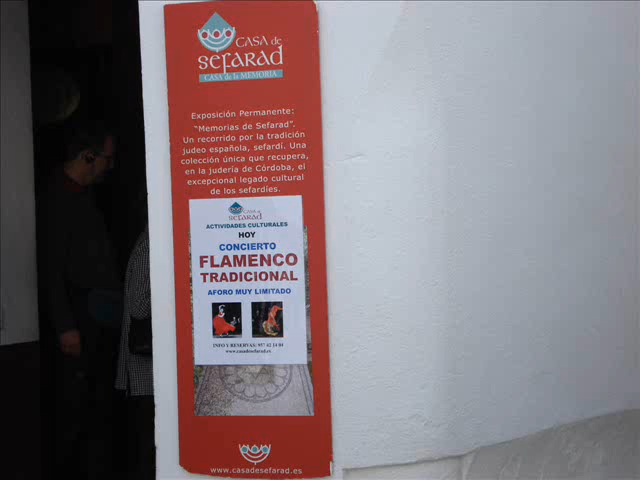 CASA de
SEFARAD
CASA de la MEMORIA
Exposición Permanente:
"Memorias de Sefarad".
Un recorrido por la tradición
judeo española, sefardí. Una
colección única que recupera,
en la judería de Córdoba, el
excepcional legado cultural
de los sefardíes.
CASA de
SEFARAD
ACTIVIDADES CULTURALES
HOY
CONCIERTO
FLAMENCO
TRADICIONAL
AFORO MUY LIMITADO
INFO Y RESERVAS: 957 42 14 04
www.casadesefarad.es
www.casadesefarad.es